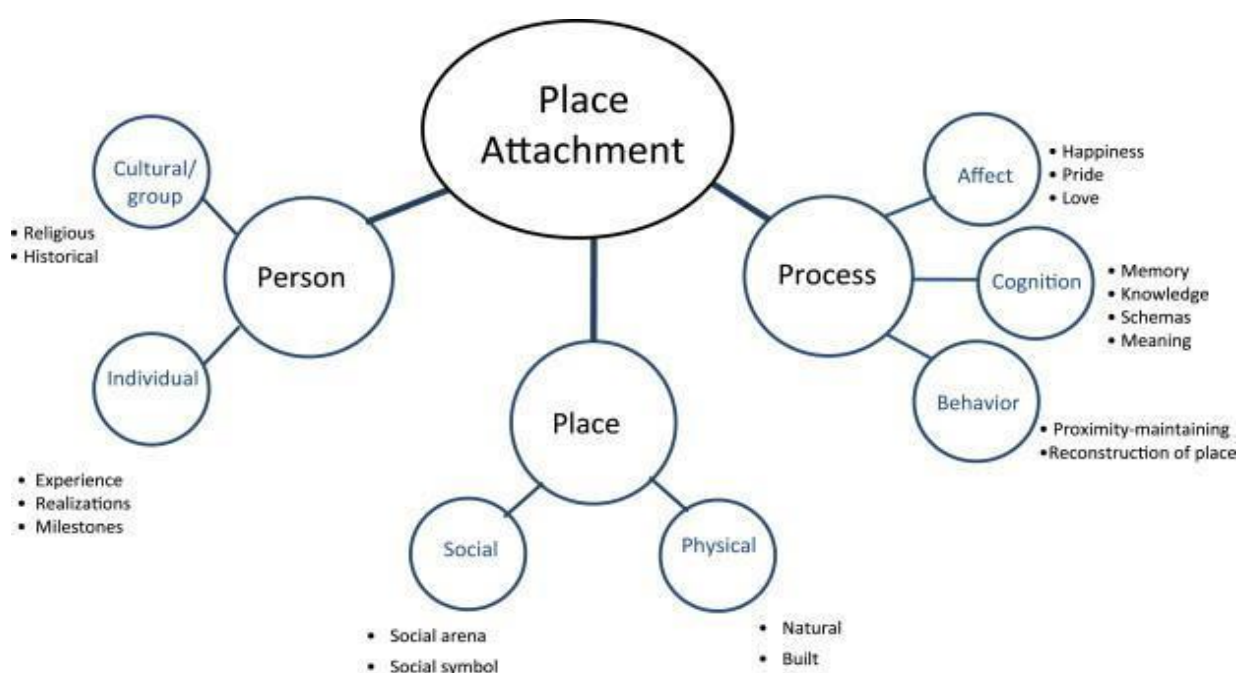 Place
Attachment
Cultural/
group
• Religious
• Historical
Person
Individual
• Experience
• Realizations
• Milestones
Place
Social
• Social arena
• Social symbol
Physical
• Natural
• Built
Process
Affect
• Happiness
• Pride
• Love
Cognition
• Memory
• Knowledge
• Schemas
• Meaning
Behavior
• Proximity-maintaining
•Reconstruction of place